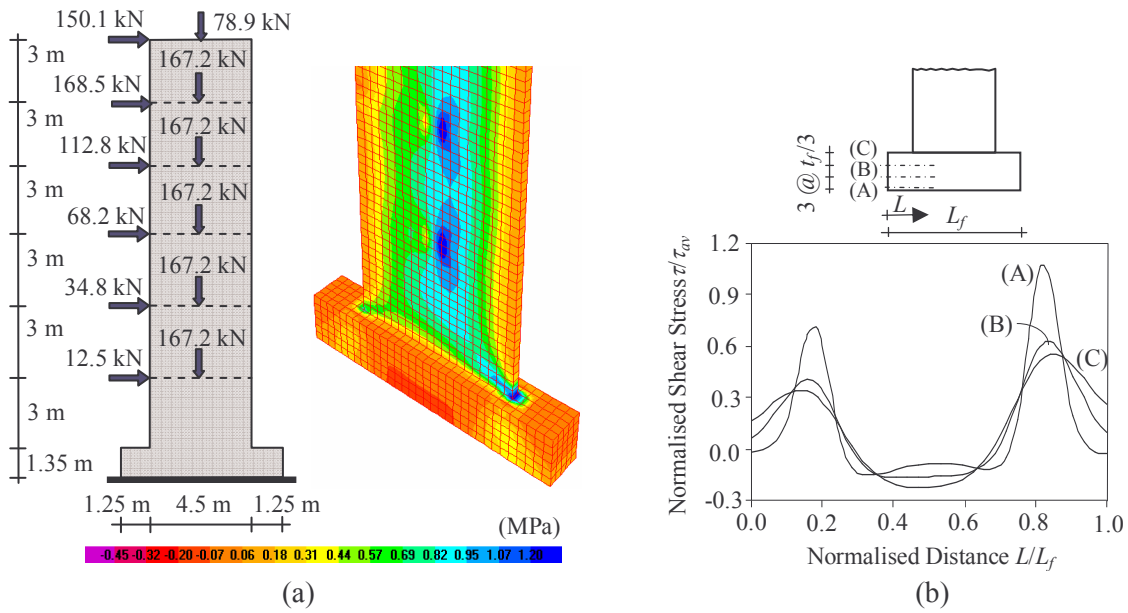 150.1 kN
78.9 kN
3 m
167.2 kN
168.5 kN
3 m
167.2 kN
112.8 kN
3 m
167.2 kN
68.2 kN
3 m
167.2 kN
34.8 kN
3 m
167.2 kN
12.5 kN
3 m
1.35 m
1.25 m
4.5 m
1.25 m
(MPa)
-0.45 -0.32 -0.20 -0.07 0.06 0.18 0.31 0.44 0.57 0.69 0.82 0.95 1.07 1.20
(a)
3 @ tf/3
(C)
(B)
(A)
L
Lf
Normalised Shear Stress τ/τav
1.2
0.9
0.6
0.3
0.0
-0.3
(A)
(B)
(C)
0.0 0.2 0.4 0.6 0.8 1.0
Normalised Distance L/Lf
(b)